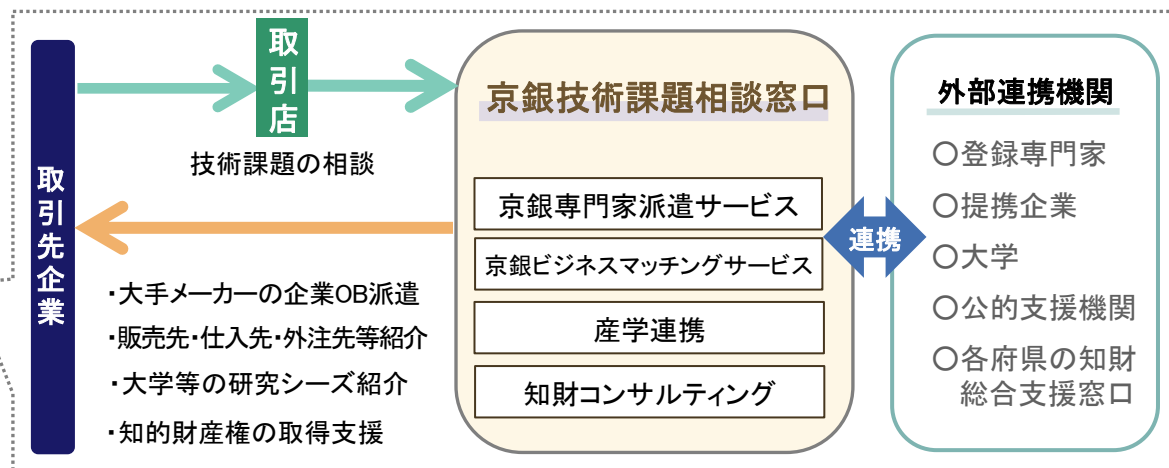 取引先企業
取引店
技術課題の相談
・大手メーカーの企業OB派遣
・販売先・仕入先・外注先等紹介
・大学等の研究シーズ紹介
・知的財産権の取得支援
京銀技術課題相談窓口
京銀専門家派遣サービス
京銀ビジネスマッチングサービス
産学連携
知財コンサルティング
連携
外部連携機関
〇登録専門家
〇提携企業
〇大学
〇公的支援機関
〇各府県の知財
総合支援窓口